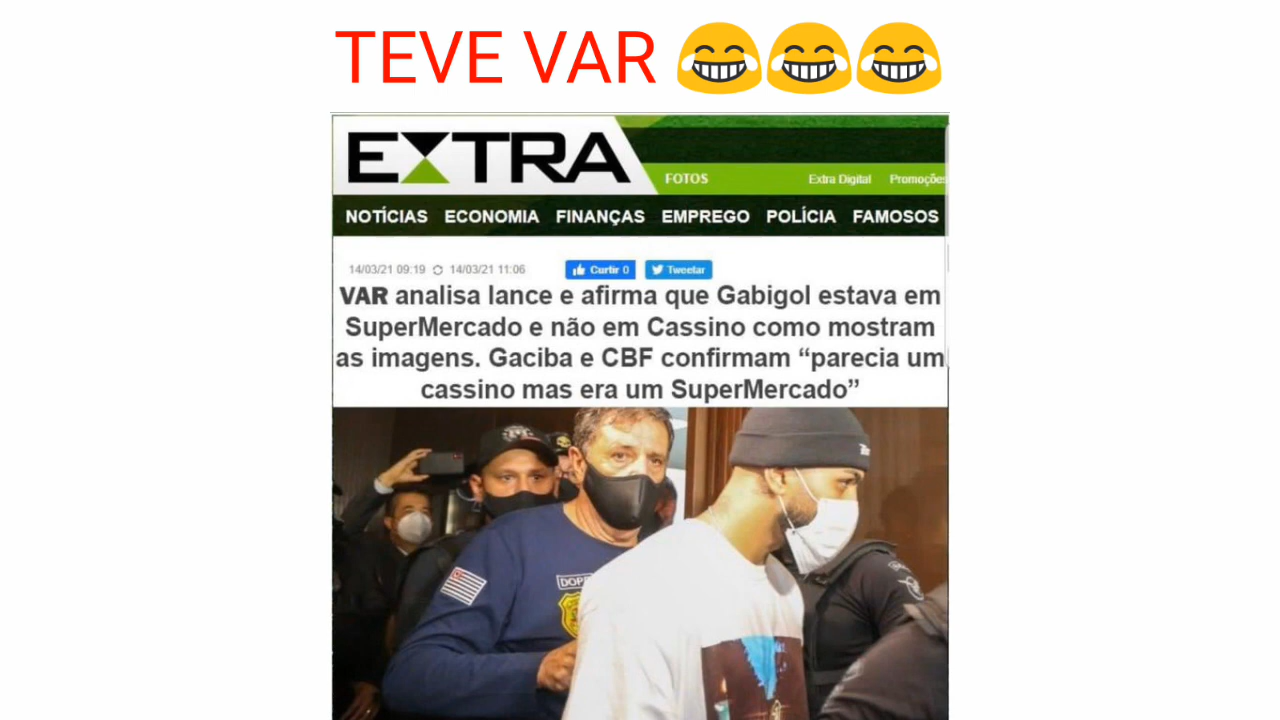 TEVE VAR 😂😂😂
EXTRA
FOTOS
Extra Digital Promoções
NOTÍCIAS ECONOMIA FINANÇAS EMPREGO POLÍCIA FAMOSOS
14/03/21 09:19 14/03/21 11:06 Curtir 0 Tweetar
VAR analisa lance e afirma que Gabigol estava em
SuperMercado e não em Cassino como mostram
as imagens. Gaciba e CBF confirmam “parecia um
cassino mas era um SuperMercado”